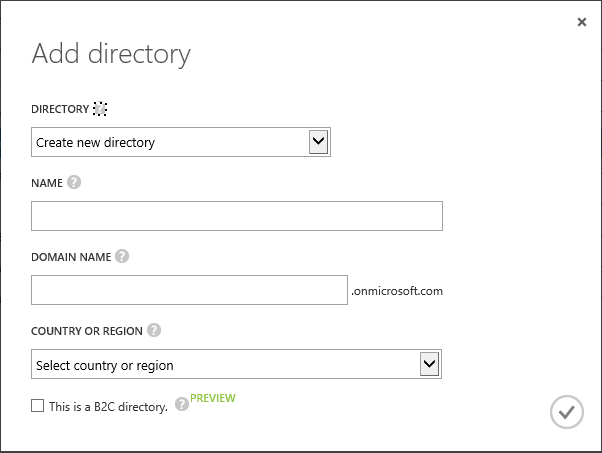 Add directory
DIRECTORY ?
Create new directory
NAME ?
DOMAIN NAME ?
.onmicrosoft.com
COUNTRY OR REGION ?
Select country or region
This is a B2C directory. ? PREVIEW